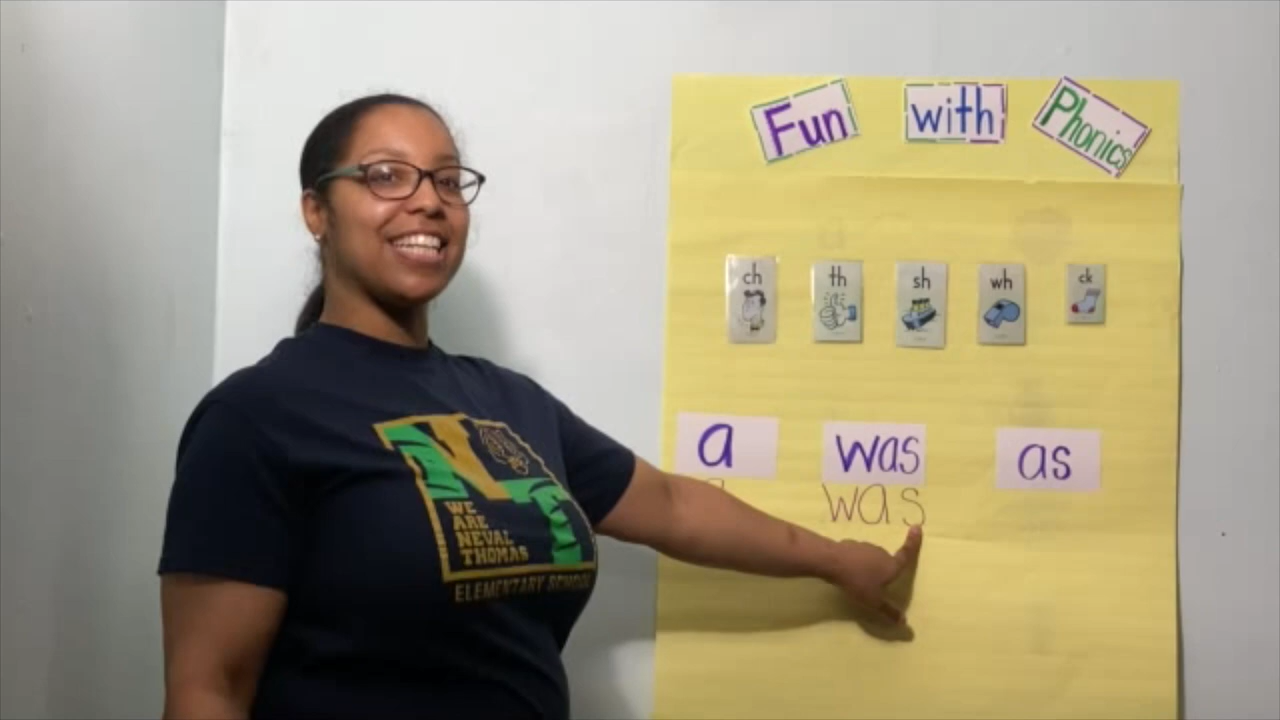 Fun with Phonics
ch th sh wh ck
a was as
a was
WE
ARE
NEVAL
THOMAS
ELEMENTARY SCHOOL